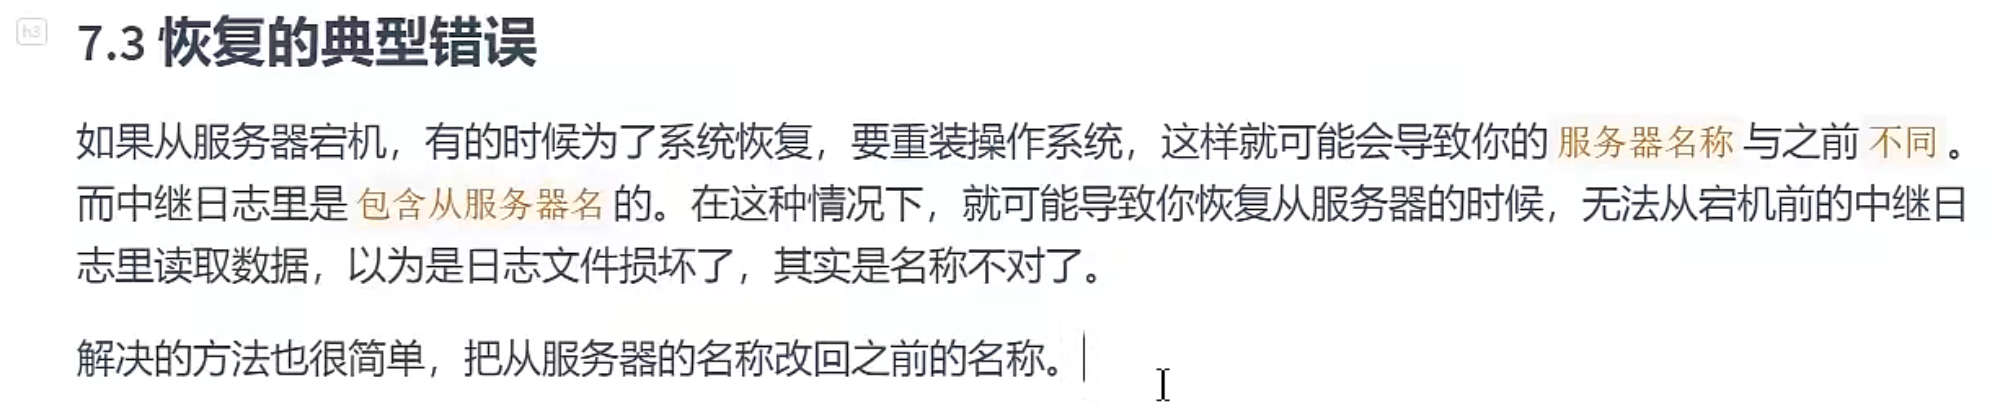 h3
7.3 恢复的典型错误
如果从服务器宕机，有的时候为了系统恢复，要重装操作系统，这样就可能会导致你的 服务器名称 与之前 不同 。
而中继日志里是 包含从服务器名 的。在这种情况下，就可能导致你恢复从服务器的时候，无法从宕机前的中继日
志里读取数据，以为是日志文件损坏了，其实是名称不对了。
解决的方法也很简单，把从服务器的名称改回之前的名称。